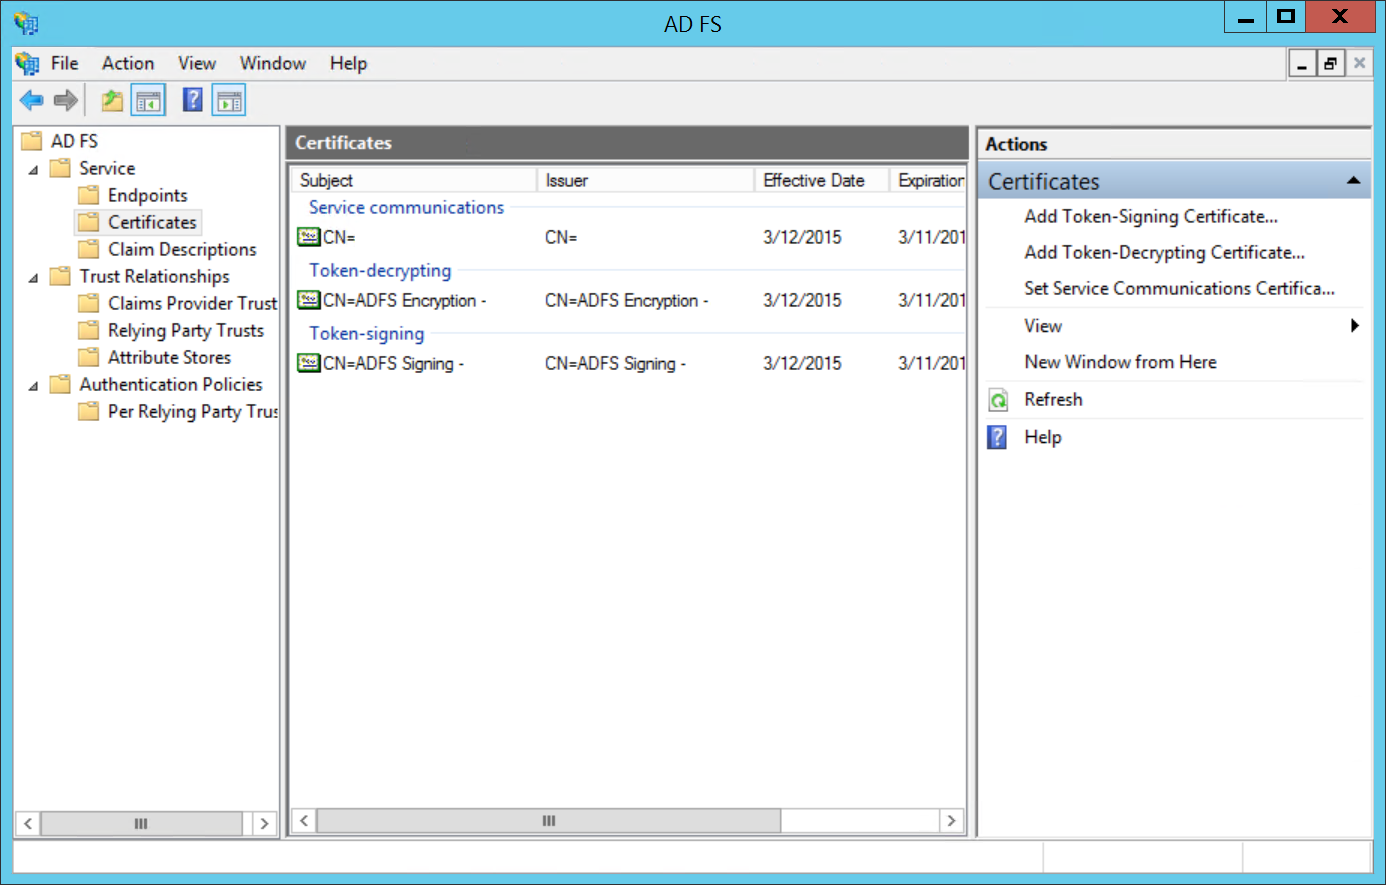 AD FS
File Action View Window Help
AD FS
Service
Endpoints
Certificates
Claim Descriptions
Trust Relationships
Claims Provider Trust
Relying Party Trusts
Attribute Stores
Authentication Policies
Per Relying Party Trus
Certificates
Subject Issuer Effective Date Expiration
Service communications
CN= CN= 3/12/2015 3/11/201
Token-decrypting
CN=ADFS Encryption - CN=ADFS Encryption - 3/12/2015 3/11/201
Token-signing
CN=ADFS Signing - CN=ADFS Signing - 3/12/2015 3/11/201
Actions
Certificates
Add Token-Signing Certificate...
Add Token-Decrypting Certificate...
Set Service Communications Certifica...
View
New Window from Here
Refresh
Help